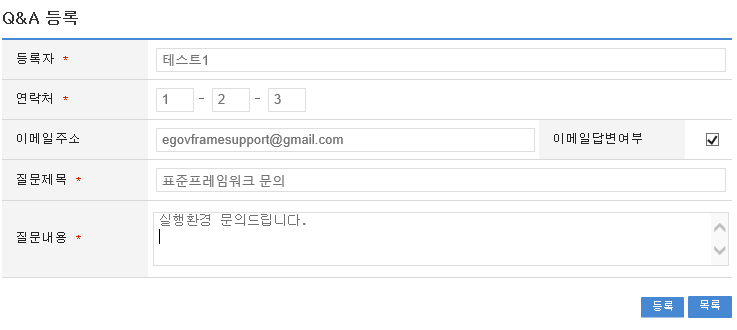 Q&A 등록
등록자 * 테스트1
연락처 * 1 - 2 - 3
이메일주소 egovframesupport@gmail.com 이메일답변여부
질문제목 * 표준프레임워크 문의
질문내용 * 실행환경 문의드립니다.
등록 목록